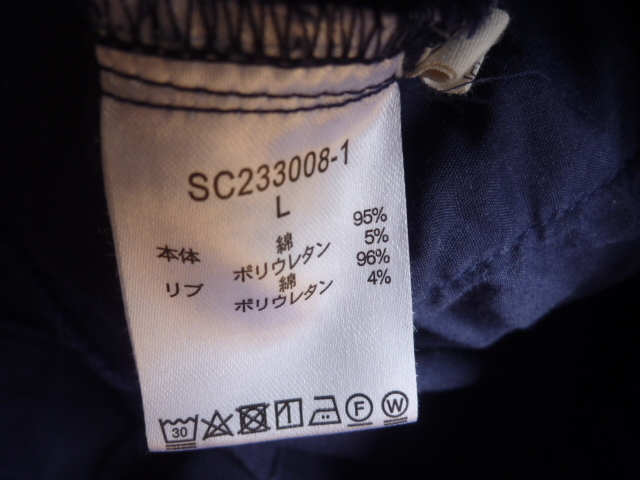 SC233008-1
L
本体 綿 95%
ポリウレタン 5%
リブ 綿 96%
ポリウレタン 4%
30 F W